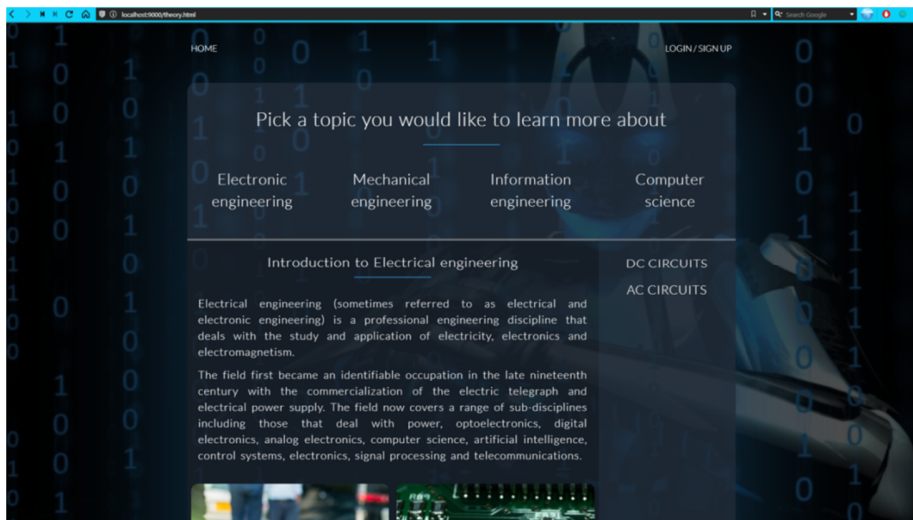 localhost:9000/theory.html
Search Google
HOME
LOGIN / SIGN UP
Pick a topic you would like to learn more about
Electronic
engineering
Mechanical
engineering
Information
engineering
Computer
science
Introduction to Electrical engineering
DC CIRCUITS
AC CIRCUITS
Electrical engineering (sometimes referred to as electrical and
electronic engineering) is a professional engineering discipline that
deals with the study and application of electricity, electronics and
electromagnetism.
The field first became an identifiable occupation in the late nineteenth
century with the commercialization of the electric telegraph and
electrical power supply. The field now covers a range of sub-disciplines
including those that deal with power, optoelectronics, digital
electronics, analog electronics, computer science, artificial intelligence,
control systems, electronics, signal processing and telecommunications.